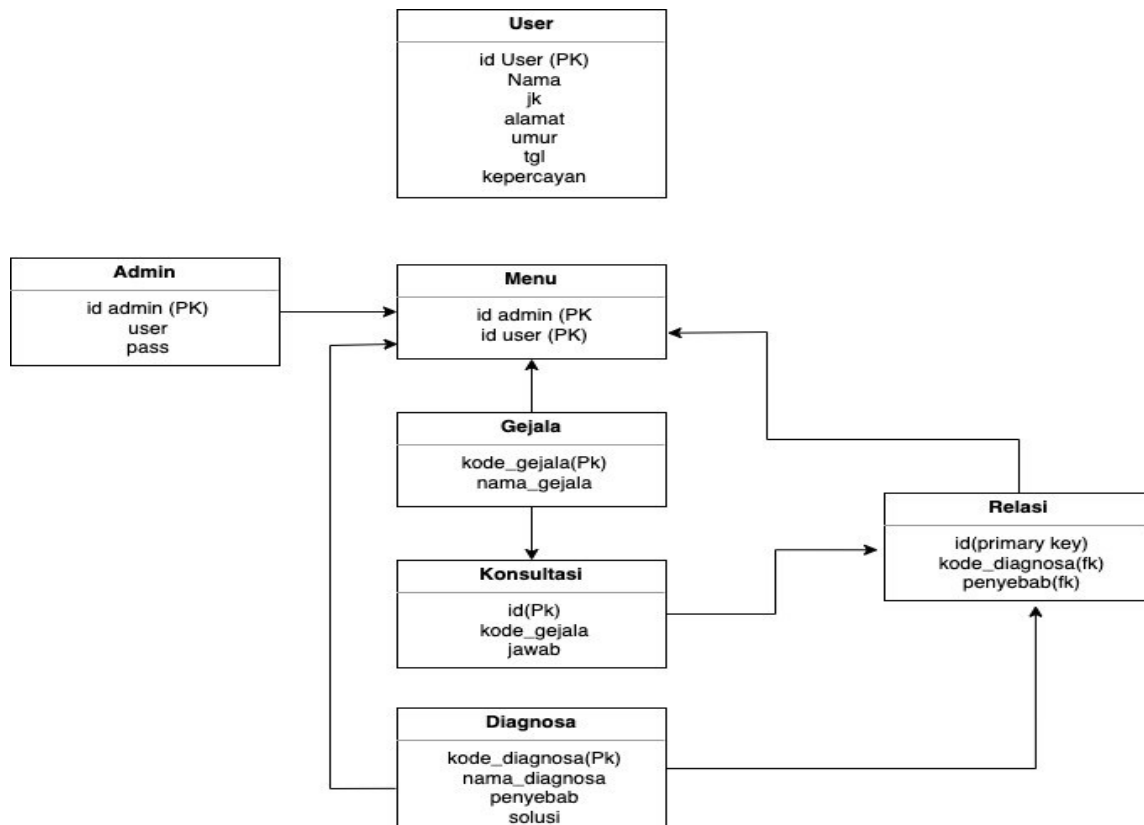 User
id User (PK)
Nama
jk
alamat
umur
tgl
kepercayan
Admin
id admin (PK)
user
pass
Menu
id admin (PK
id user (PK)
Gejala
kode_gejala(Pk)
nama_gejala
Relasi
id(primary key)
kode_diagnosa(fk)
penyebab(fk)
Konsultasi
id(Pk)
kode_gejala
jawab
Diagnosa
kode_diagnosa(Pk)
nama_diagnosa
penyebab
solusi